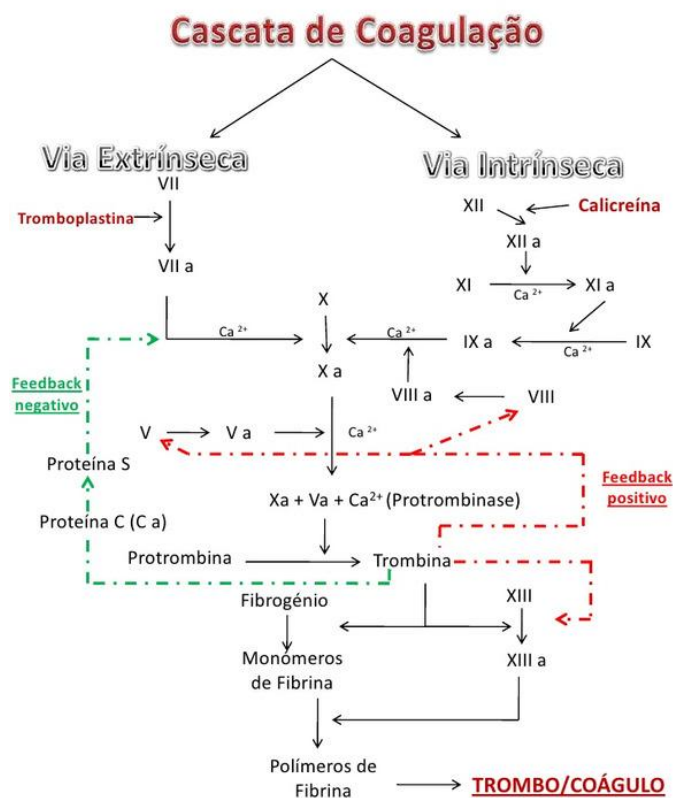 Cascata de Coagulação
Via Extrínseca
Via Intrínseca
VII
XII
Calicreína
Tromboplastina
XII a
VII a
XI
Ca 2+
XI a
X
Ca 2+
Ca 2+
IX a
Ca 2+
IX
X a
Feedback
negativo
VIII a
VIII
V
V a
Ca 2+
Proteína S
Feedback
positivo
Xa + Va + Ca2+ (Protrombinase)
Proteína C (C a)
Protrombina
Trombina
Fibrogénio
XIII
Monómeros
de Fibrina
XIII a
Polímeros de
Fibrina
TROMBO/COÁGULO